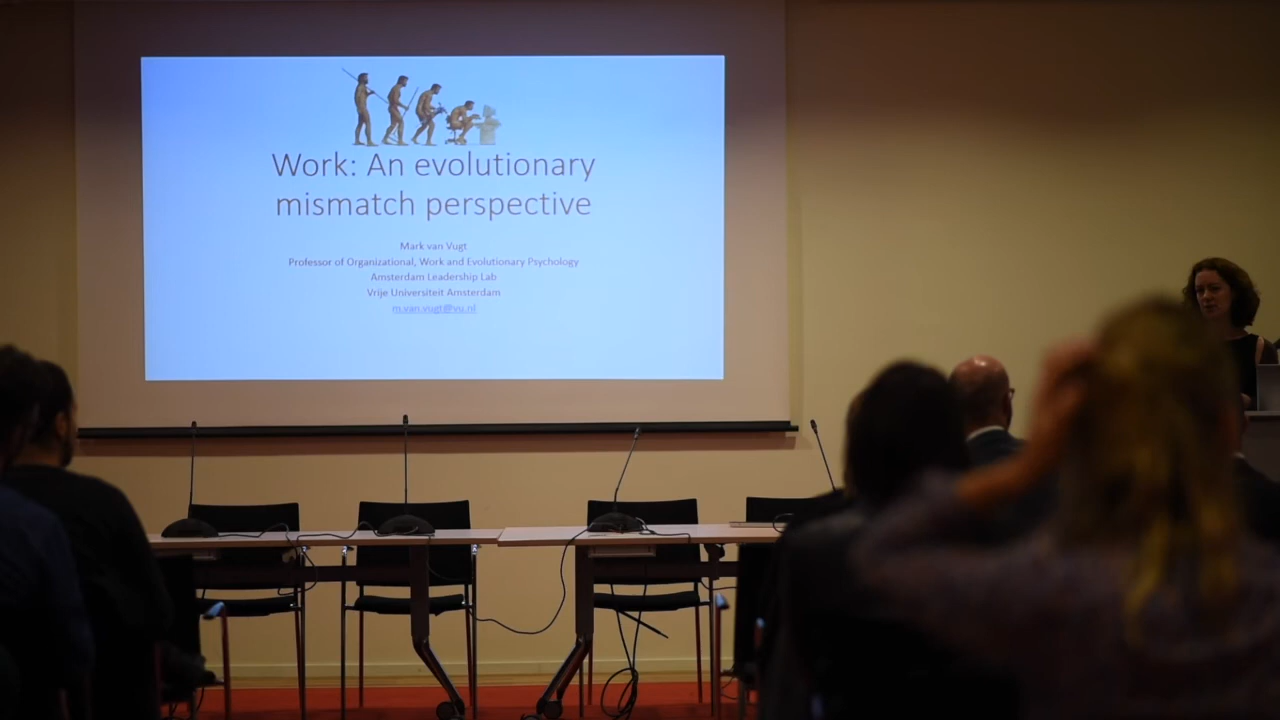 Work: An evolutionary
mismatch perspective
Mark van Vugt
Professor of Organizational, Work and Evolutionary Psychology
Amsterdam Leadership Lab
Vrije Universiteit Amsterdam
m.van.vugt@vu.nl